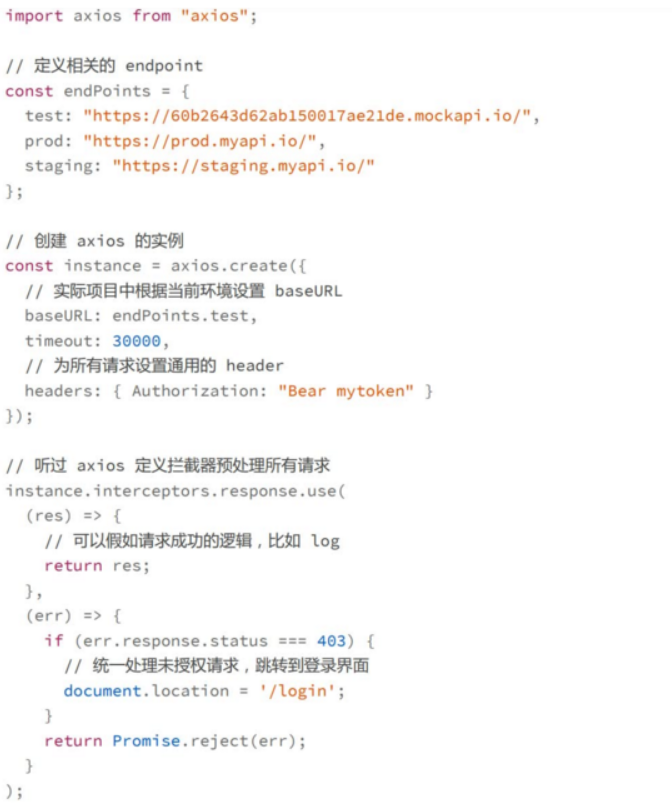 import axios from "axios";
// 定义相关的 endpoint
const endPoints = {
  test: "https://60b2643d62ab150017ae21de.mockapi.io/",
  prod: "https://prod.myapi.io/",
  staging: "https://staging.myapi.io/"
};
// 创建 axios 的实例
const instance = axios.create({
  // 实际项目中根据当前环境设置 baseURL
  baseURL: endPoints.test,
  timeout: 30000,
  // 为所有请求设置通用的 header
  headers: { Authorization: "Bear mytoken" }
});
// 听过 axios 定义拦截器预处理所有请求
instance.interceptors.response.use(
  (res) => {
    // 可以假如请求成功的逻辑，比如 log
    return res;
  },
  (err) => {
    if (err.response.status === 403) {
      // 统一处理未授权请求，跳转到登录界面
      document.location = '/login';
    }
    return Promise.reject(err);
  }
);